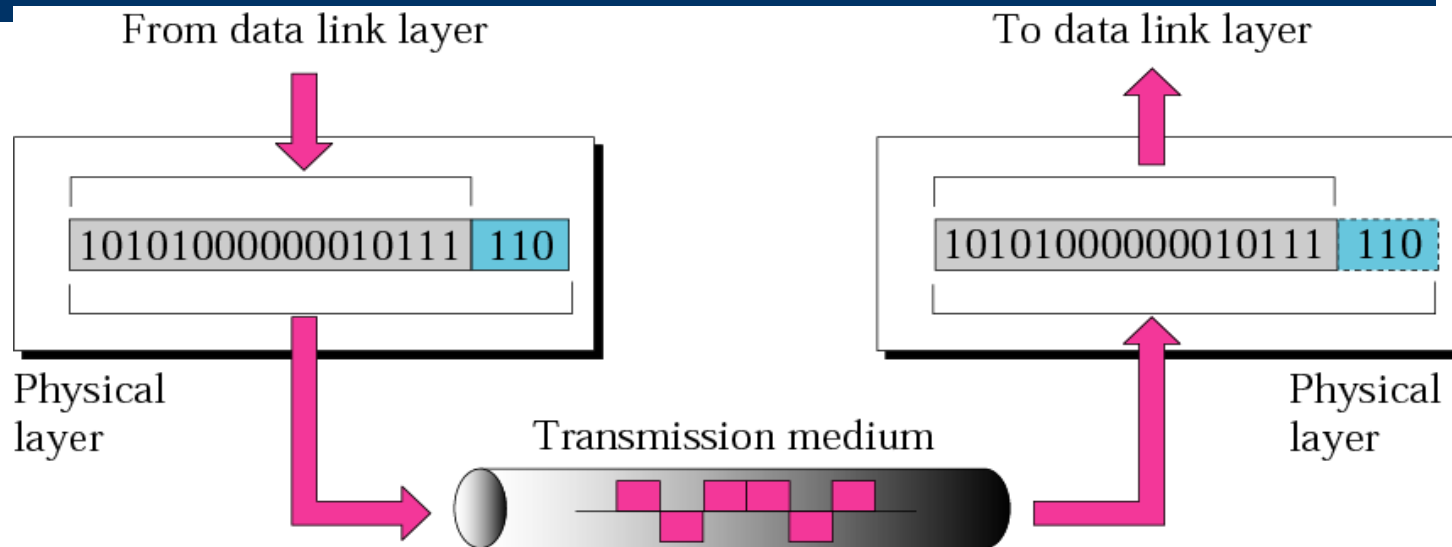 From data link layer
To data link layer
10101000000010111 110
10101000000010111 110
Physical
layer
Transmission medium
Physical
layer